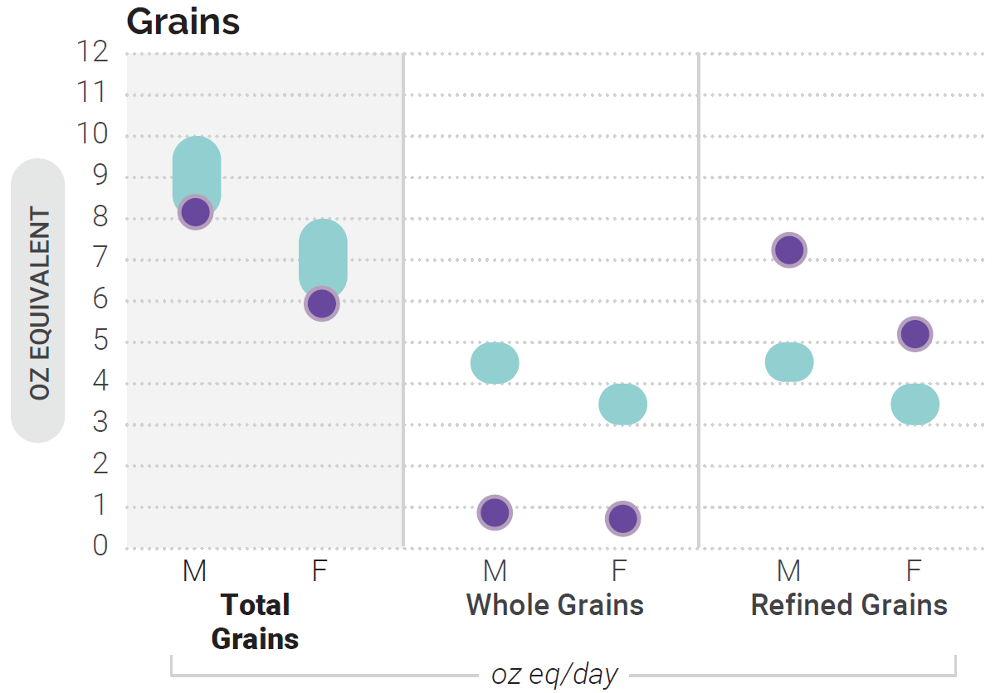 Grains
12
11
10
9
8
7
6
5
4
3
2
1
0
OZ EQUIVALENT
M F M F M F
Total Grains
Whole Grains
Refined Grains
oz eq/day